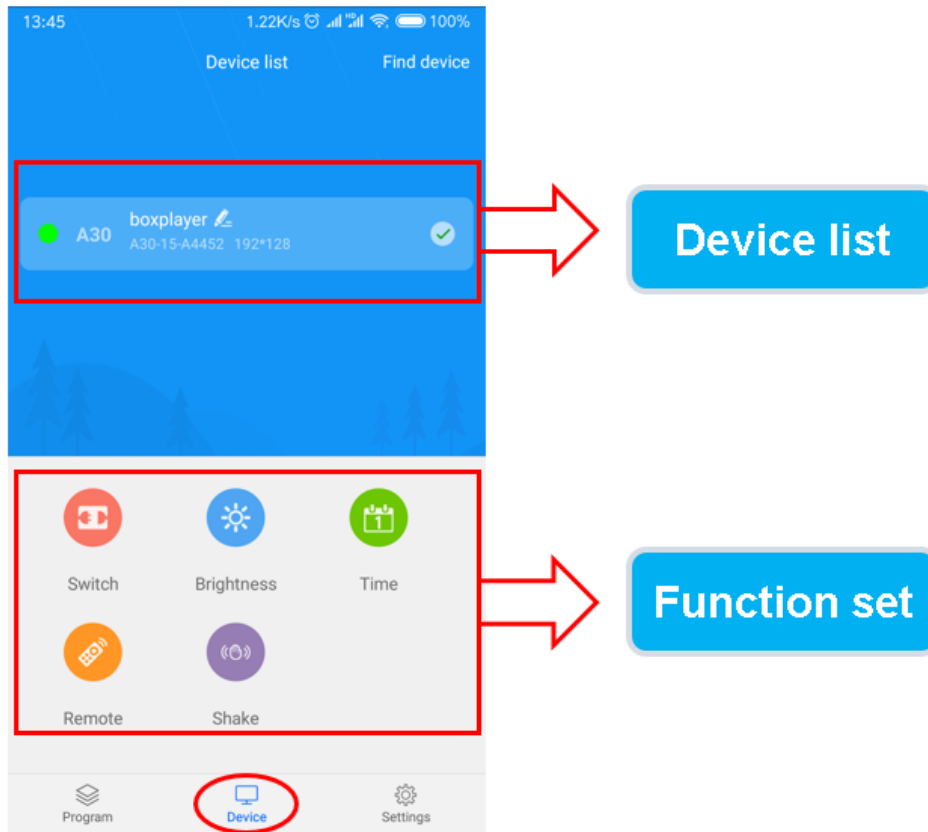 13:45 1.22K/s HD 100%
Device list Find device
A30 boxplayer
A30-15-A4452 192*128
Device list
1
Switch Brightness Time
Function set
Remote Shake
Program Device Settings